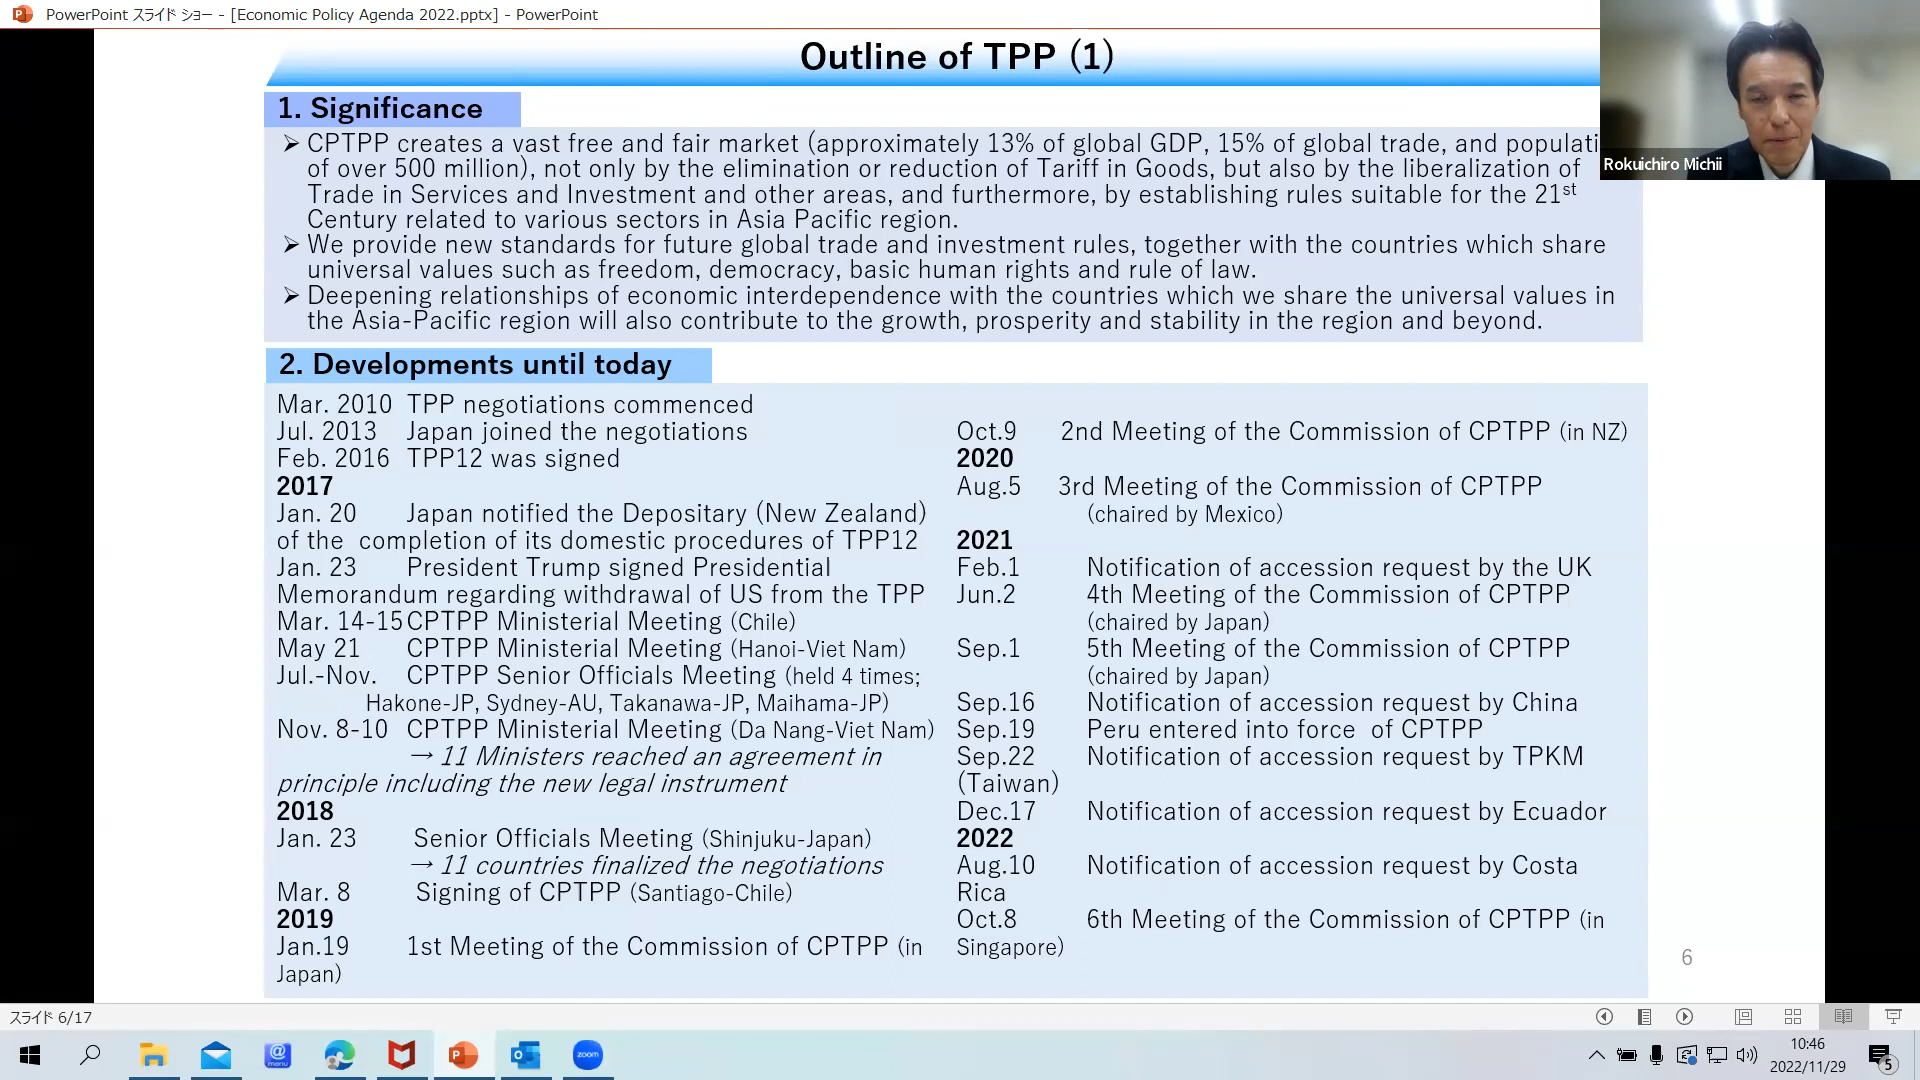 PowerPoint スライド ショー - [Economic Policy Agenda 2022.pptx] - PowerPoint
Outline of TPP (1)
1. Significance
➢ CPTPP creates a vast free and fair market (approximately 13% of global GDP, 15% of global trade, and populati
of over 500 million), not only by the elimination or reduction of Tariff in Goods, but also by the liberalization of
Trade in Services and Investment and other areas, and furthermore, by establishing rules suitable for the 21st
Century related to various sectors in Asia Pacific region.
➢ We provide new standards for future global trade and investment rules, together with the countries which share
universal values such as freedom, democracy, basic human rights and rule of law.
➢ Deepening relationships of economic interdependence with the countries which we share the universal values in
the Asia-Pacific region will also contribute to the growth, prosperity and stability in the region and beyond.
Rokuichiro Michii
2. Developments until today
Mar. 2010 TPP negotiations commenced
Jul. 2013 Japan joined the negotiations
Feb. 2016 TPP12 was signed
2017
Jan. 20 Japan notified the Depositary (New Zealand)
of the completion of its domestic procedures of TPP12
Jan. 23 President Trump signed Presidential
Memorandum regarding withdrawal of US from the TPP
Mar. 14-15 CPTPP Ministerial Meeting (Chile)
May 21 CPTPP Ministerial Meeting (Hanoi-Viet Nam)
Jul.-Nov. CPTPP Senior Officials Meeting (held 4 times;
Hakone-JP, Sydney-AU, Takanawa-JP, Maihama-JP)
Nov. 8-10 CPTPP Ministerial Meeting (Da Nang-Viet Nam)
→ 11 Ministers reached an agreement in
principle including the new legal instrument
2018
Jan. 23 Senior Officials Meeting (Shinjuku-Japan)
→ 11 countries finalized the negotiations
Mar. 8 Signing of CPTPP (Santiago-Chile)
2019
Jan.19 1st Meeting of the Commission of CPTPP (in
Japan)
Oct.9 2nd Meeting of the Commission of CPTPP (in NZ)
2020
Aug.5 3rd Meeting of the Commission of CPTPP
(chaired by Mexico)
2021
Feb.1 Notification of accession request by the UK
Jun.2 4th Meeting of the Commission of CPTPP
(chaired by Japan)
Sep.1 5th Meeting of the Commission of CPTPP
(chaired by Japan)
Sep.16 Notification of accession request by China
Sep.19 Peru entered into force of CPTPP
Sep.22 Notification of accession request by TPKM
(Taiwan)
Dec.17 Notification of accession request by Ecuador
2022
Aug.10 Notification of accession request by Costa
Rica
Oct.8 6th Meeting of the Commission of CPTPP (in
Singapore)
6
スライド 6/17
menu
zoom
10:46
2022/11/29
5